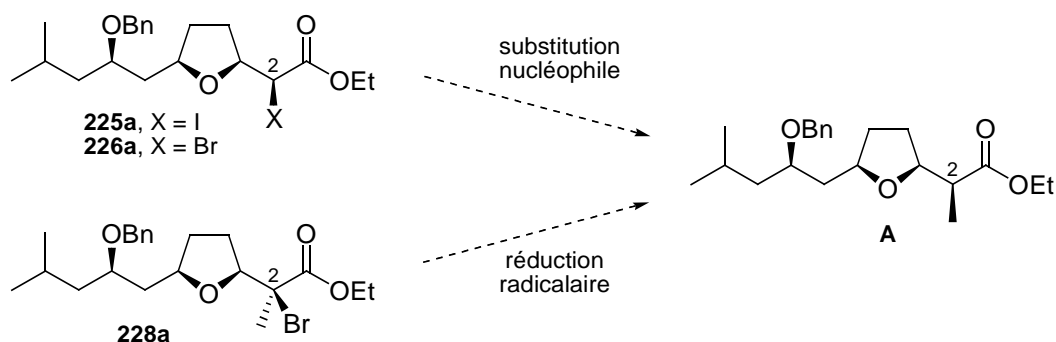 OBn
O
O
2
OEt
X
225a, X = I
226a, X = Br
substitution
nucléophile
OBn
O
O
2
OEt
A
OBn
O
O
2
OEt
Br
228a
réduction
radicalaire